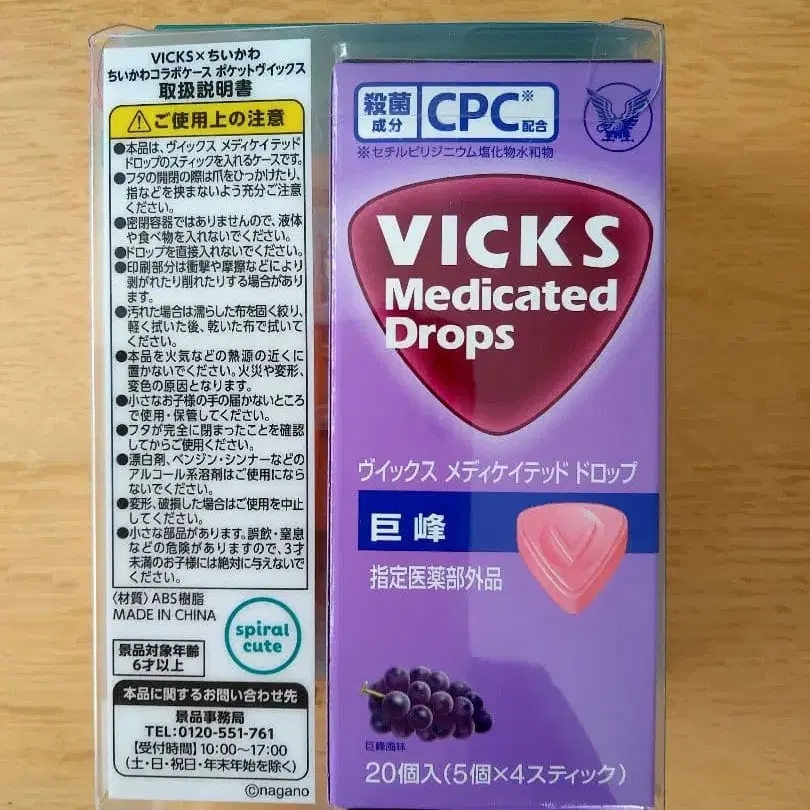 VICKS×ちいかわ
ちいかわコラボケース ポケットヴイックス
取扱説明書
ご使用上の注意
●本品は、ヴイックス メディケイテッド
ドロップのスティックを入れるケースです。
●フタの開閉の際は爪をひっかけたり、
指などを挟まないよう充分ご注意
ください。
●密閉容器ではありませんので、液体
や食べ物を入れないでください。
●ドロップを直接入れないでください。
●印刷部分は衝撃や摩擦などにより
剥がれたり削れたりする場合があり
ます。
●汚れた場合は濡らした布を固く絞り、
軽く拭いた後、乾いた布で拭いて
ください。
●本品を火気などの熱源の近くに
置かないでください。火災や変形、
変色の原因となります。
●小さなお子様の手の届かないところ
で使用・保管してください。
●フタが完全に閉まったことを確認
してからご使用ください。
●漂白剤、ベンジン・シンナーなどの
アルコール系溶剤はご使用になら
ないでください。
●変形、破損した場合はご使用を中止
してください。
●小さな部品があります。誤飲・窒息
などの危険がありますので、3才
未満のお子様には絶対に与えないで
ください。
〈材質〉ABS樹脂
MADE IN CHINA
spiral
cute
景品対象年齢
6才以上
本品に関するお問い合わせ先
景品事務局
TEL:0120-551-761
【受付時間】10:00〜17:00
(土・日・祝日・年末年始を除く)
©nagano
殺菌
成分
CPC※
配合
※セチルピリジニウム塩化物水和物
VICKS
Medicated
Drops
ヴイックス メディケイテッド ドロップ
巨峰
指定医薬部外品
巨峰風味
20個入(5個×4スティック)